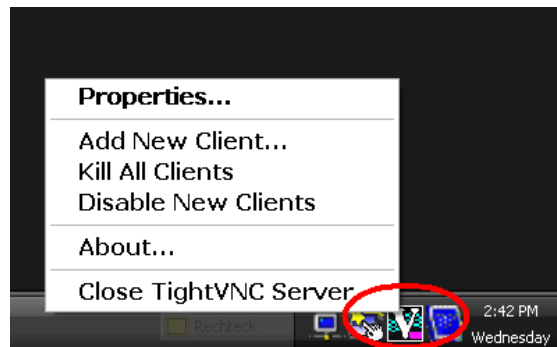 Properties...
Add New Client...
Kill All Clients
Disable New Clients
About...
Close TightVNC Server
Rechteck
V
2:42 PM
Wednesday